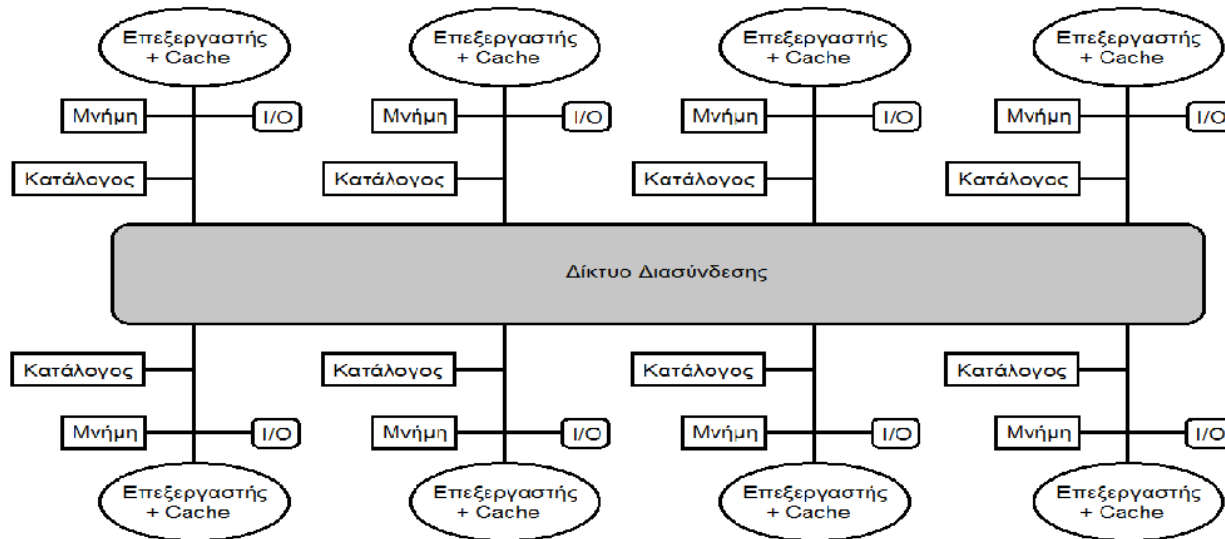 Επεξεργαστής
+ Cache
Επεξεργαστής
+ Cache
Επεξεργαστής
+ Cache
Επεξεργαστής
+ Cache
Μνήμη
I/O
Μνήμη
I/O
Μνήμη
I/O
Μνήμη
I/O
Κατάλογος
Κατάλογος
Κατάλογος
Κατάλογος
Δίκτυο Διασύνδεσης
Κατάλογος
Κατάλογος
Κατάλογος
Κατάλογος
Μνήμη
I/O
Μνήμη
I/O
Μνήμη
I/O
Μνήμη
I/O
Επεξεργαστής
+ Cache
Επεξεργαστής
+ Cache
Επεξεργαστής
+ Cache
Επεξεργαστής
+ Cache